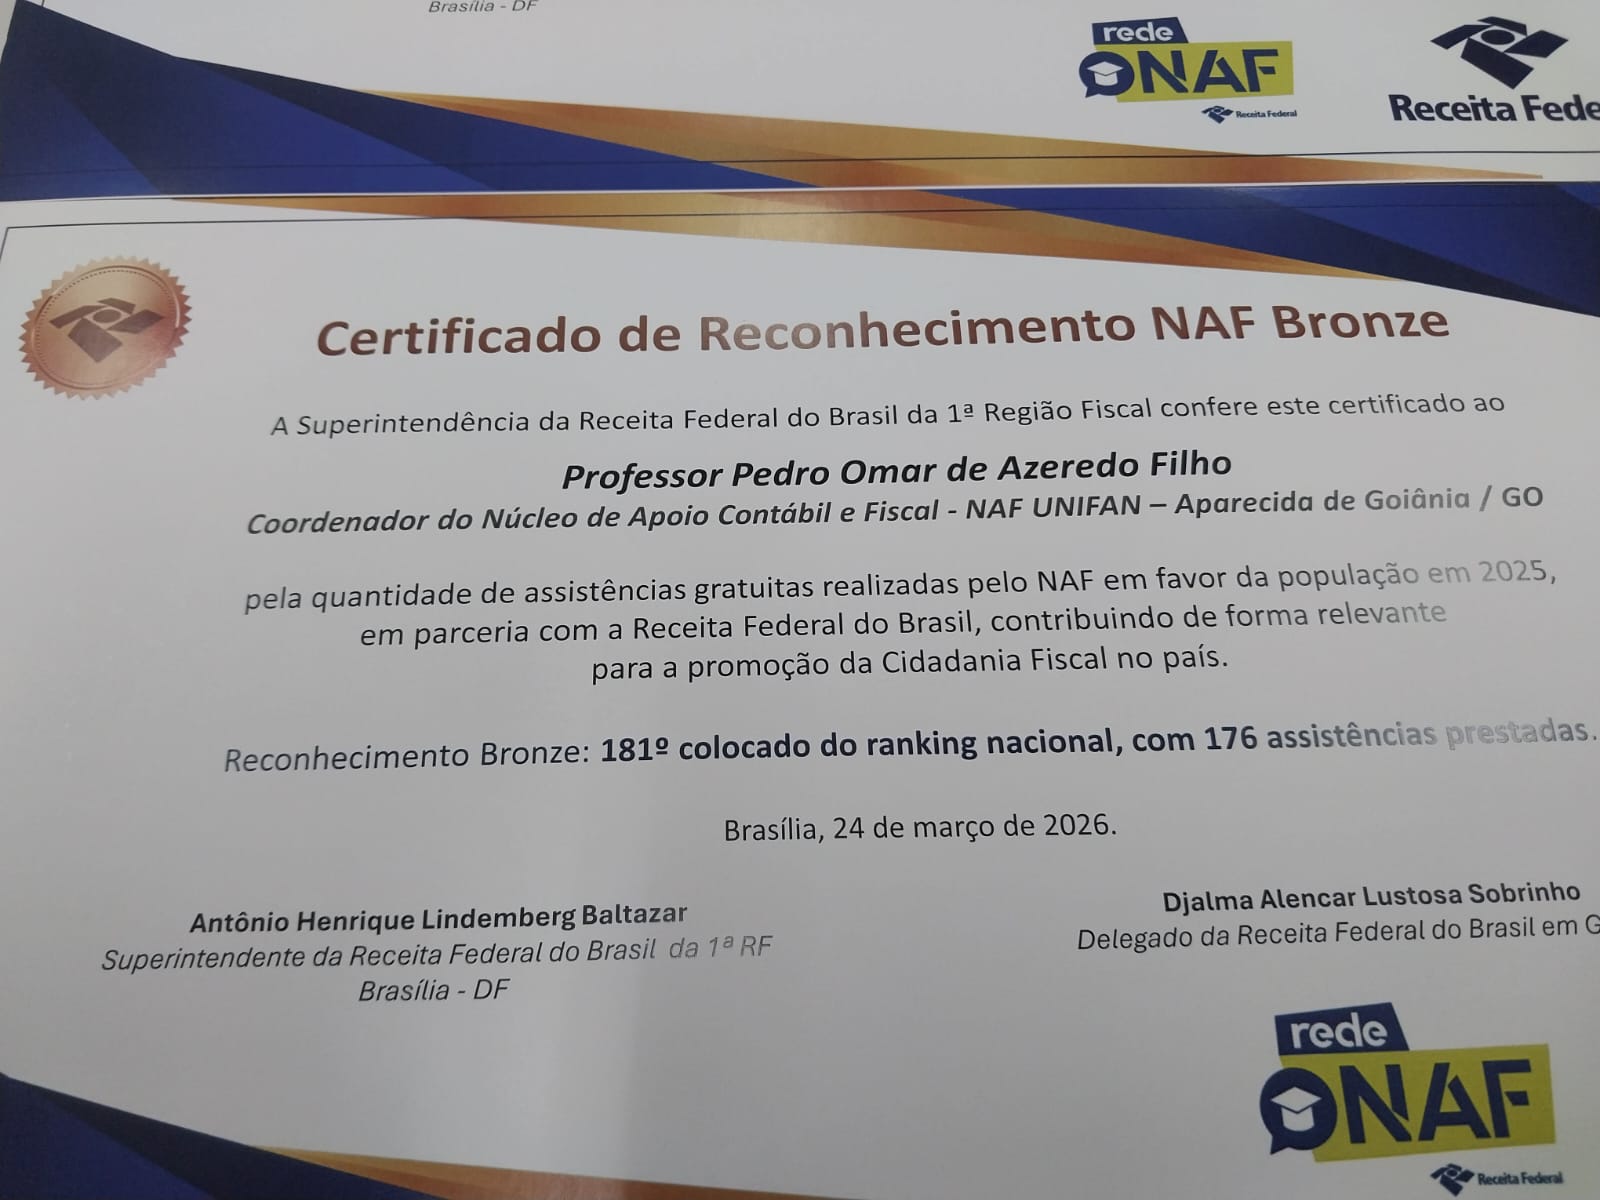 Brasília - DF
rede
NAF
Receita Federal
Receita Fede
Certificado de Reconhecimento NAF Bronze
A Superintendência da Receita Federal do Brasil da 1ª Região Fiscal confere este certificado ao
Professor Pedro Omar de Azeredo Filho
Coordenador do Núcleo de Apoio Contábil e Fiscal - NAF UNIFAN – Aparecida de Goiânia / GO
pela quantidade de assistências gratuitas realizadas pelo NAF em favor da população em 2025,
em parceria com a Receita Federal do Brasil, contribuindo de forma relevante
para a promoção da Cidadania Fiscal no país.
Reconhecimento Bronze: 181º colocado do ranking nacional, com 176 assistências prestadas.
Brasília, 24 de março de 2026.
Antônio Henrique Lindemberg Baltazar
Superintendente da Receita Federal do Brasil da 1ª RF
Brasília - DF
Djalma Alencar Lustosa Sobrinho
Delegado da Receita Federal do Brasil em G
rede
NAF
Receita Federal